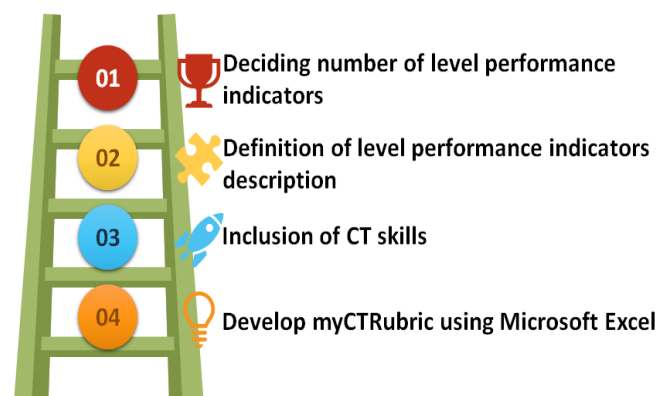 01
Deciding number of level performance
indicators
02
Definition of level performance indicators
description
03
Inclusion of CT skills
04
Develop myCTRubric using Microsoft Excel